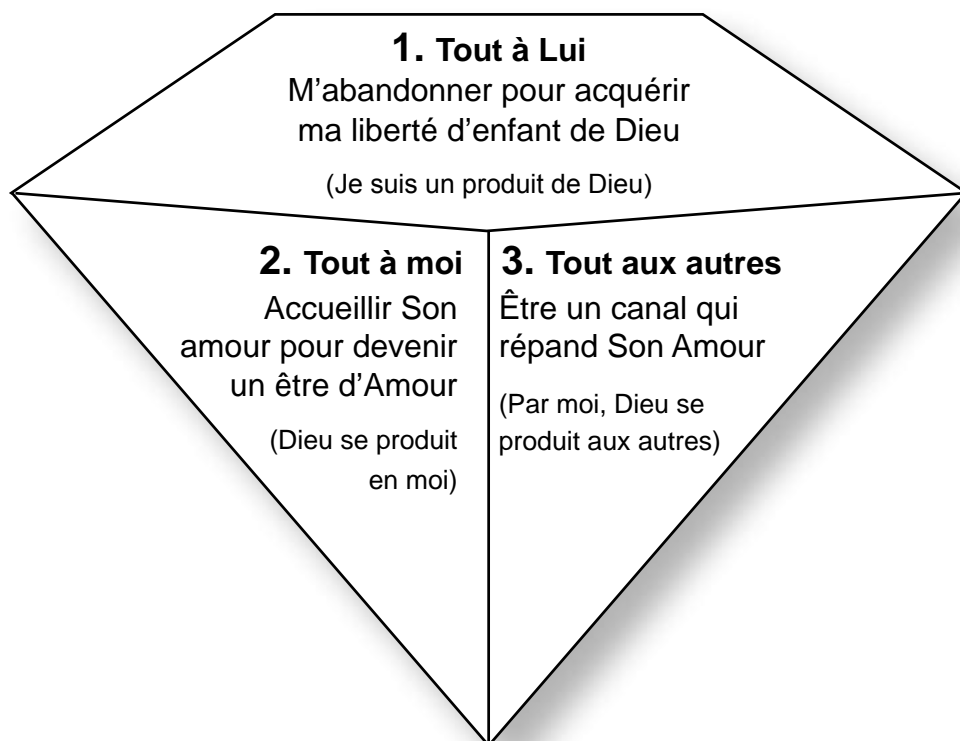 1. Tout à Lui
M'abandonner pour acquérir
ma liberté d'enfant de Dieu
(Je suis un produit de Dieu)
2. Tout à moi
Accueillir Son
amour pour devenir
un être d'Amour
(Dieu se produit
en moi)
3. Tout aux autres
Être un canal qui
répand Son Amour
(Par moi, Dieu se
produit aux autres)